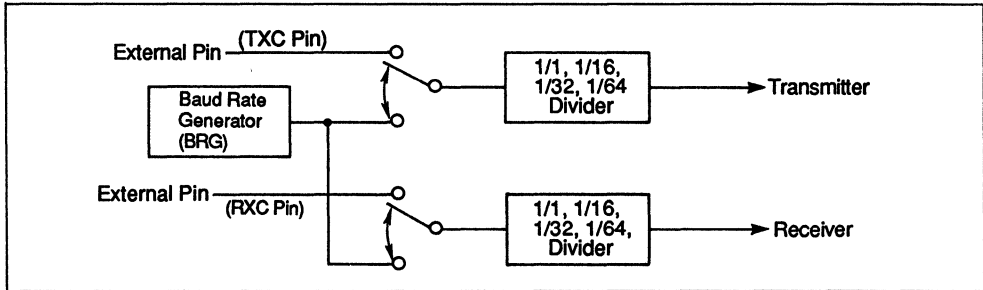 External Pin (TXC Pin)
1/1, 1/16,
1/32, 1/64
Divider
Transmitter
Baud Rate
Generator
(BRG)
External Pin
(RXC Pin)
1/1, 1/16,
1/32, 1/64,
Divider
Receiver